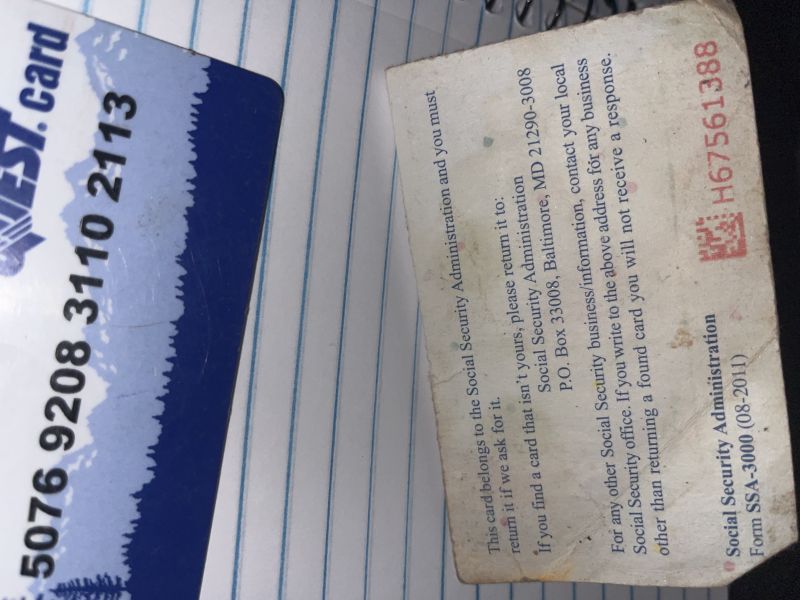 EST. card
5076 9208 3110 2113
This card belongs to the Social Security Administration and you must
return it if we ask for it.
If you find a card that isn't yours, please return it to:
Social Security Administration
P.O. Box 33008, Baltimore, MD 21290-3008
For any other Social Security business/information, contact your local
Social Security office. If you write to the above address for any business
other than returning a found card you will not receive a response.
Social Security Administration
Form SSA-3000 (08-2011)
H67561388